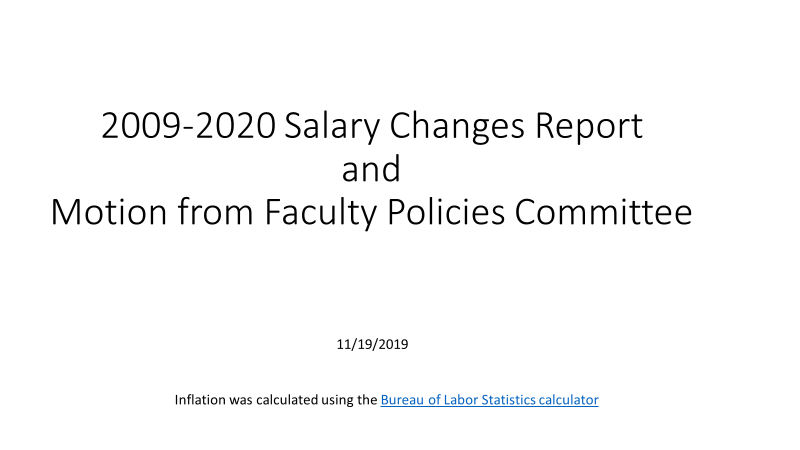 2009-2020 Salary Changes Report
and
Motion from Faculty Policies Committee
11/19/2019
Inflation was calculated using the Bureau of Labor Statistics calculator